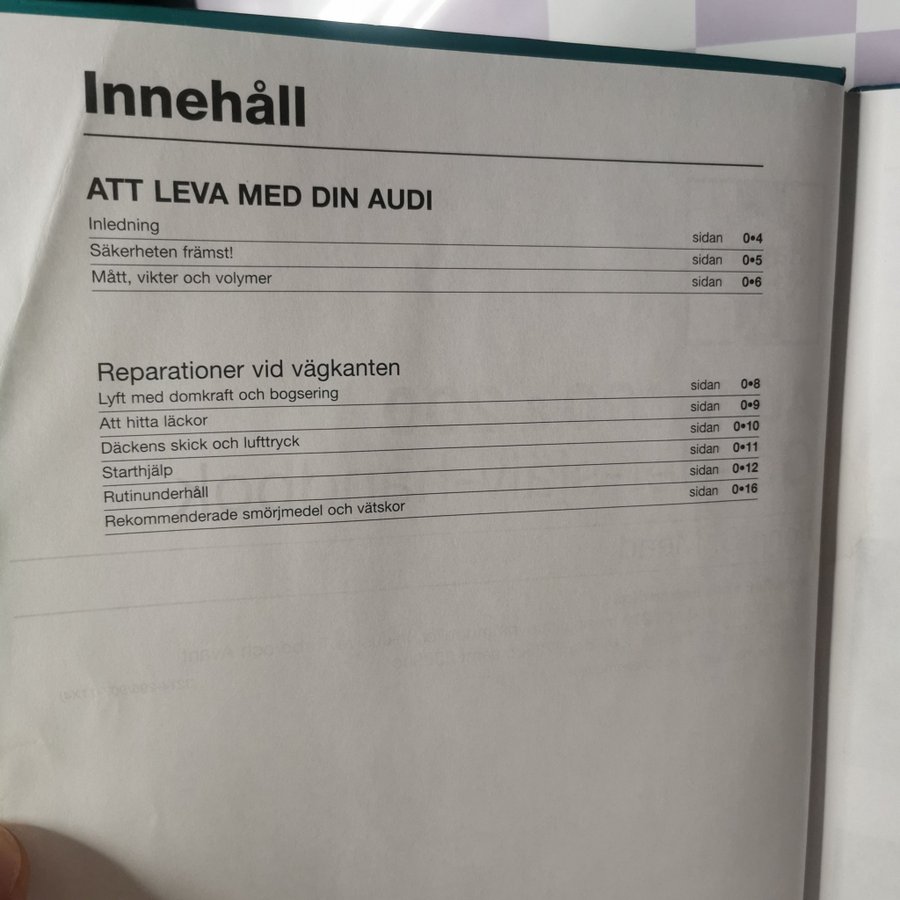 Innehåll
ATT LEVA MED DIN AUDI
Inledning sidan 0•4
Säkerheten främst! sidan 0•5
Mått, vikter och volymer sidan 0•6
Reparationer vid vägkanten
Lyft med domkraft och bogsering sidan 0•8
Att hitta läckor sidan 0•9
Däckens skick och lufttryck sidan 0•10
Starthjälp sidan 0•11
Rutinunderhåll sidan 0•12
Rekommenderade smörjmedel och vätskor sidan 0•16